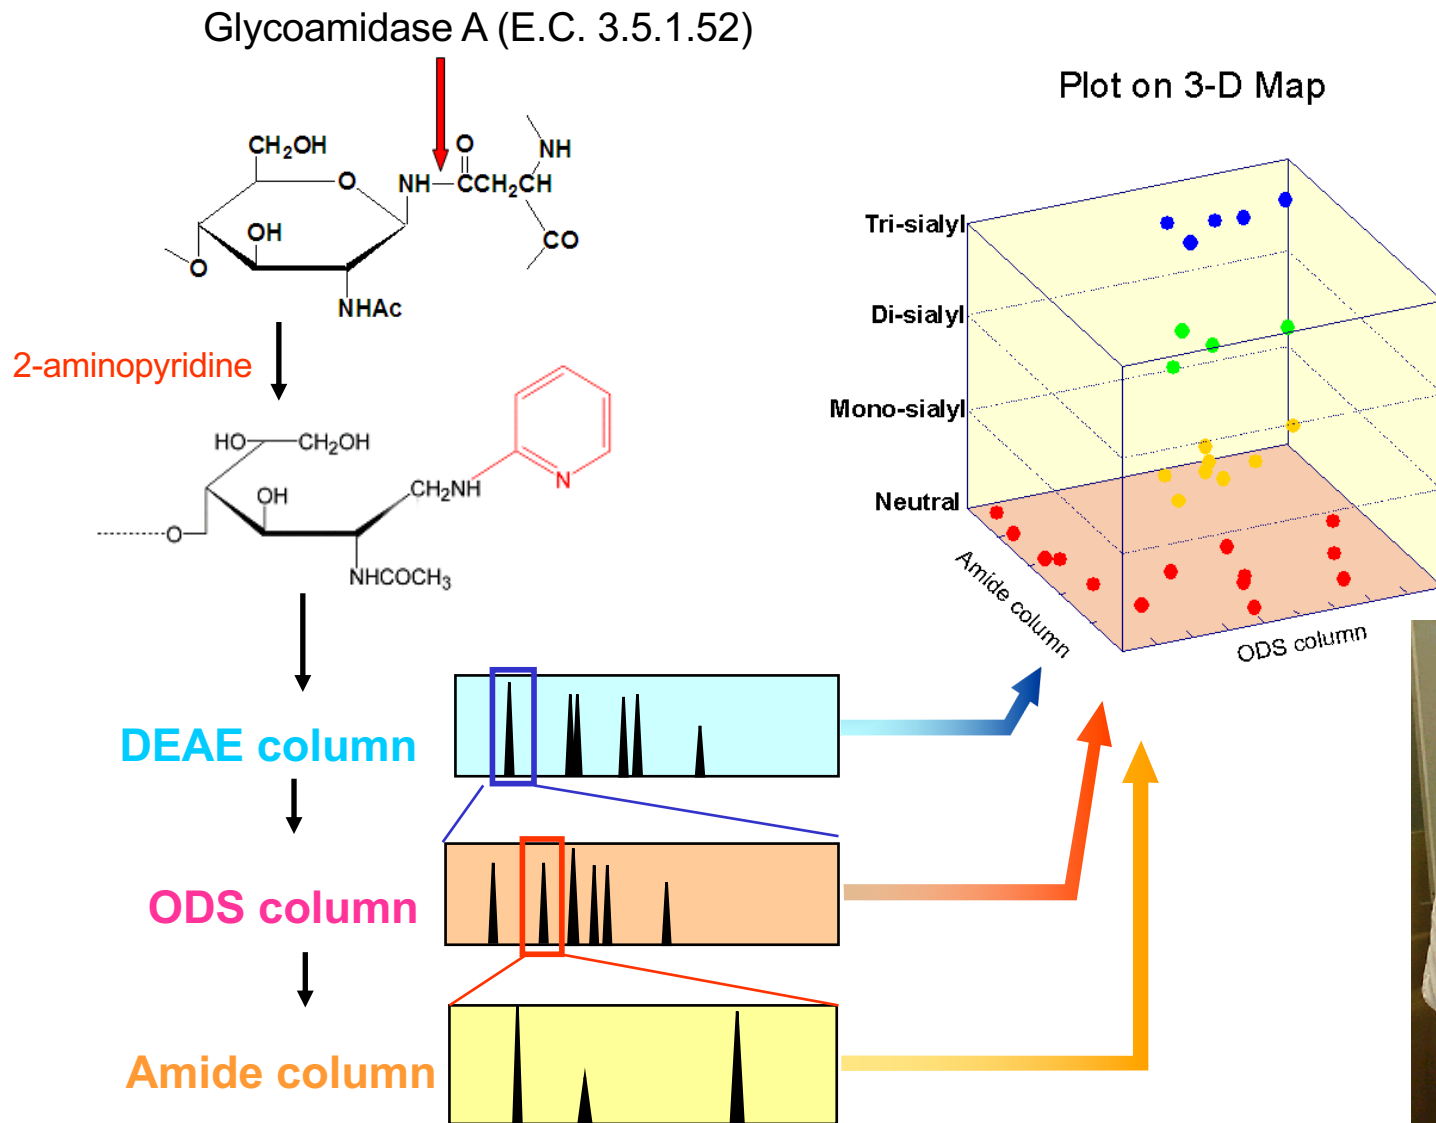 Glycoamidase A (E.C. 3.5.1.52)
Plot on 3-D Map
CH₂OH
O
O
NH
NH
CCH₂CH
OH
CO
O
NHAc
2-aminopyridine
HO
CH₂OH
OH
CH₂NH
N
O
NHCOCH₃
Tri-sialyl
Di-sialyl
Mono-sialyl
Neutral
Amide column
ODS column
DEAE column
ODS column
Amide column